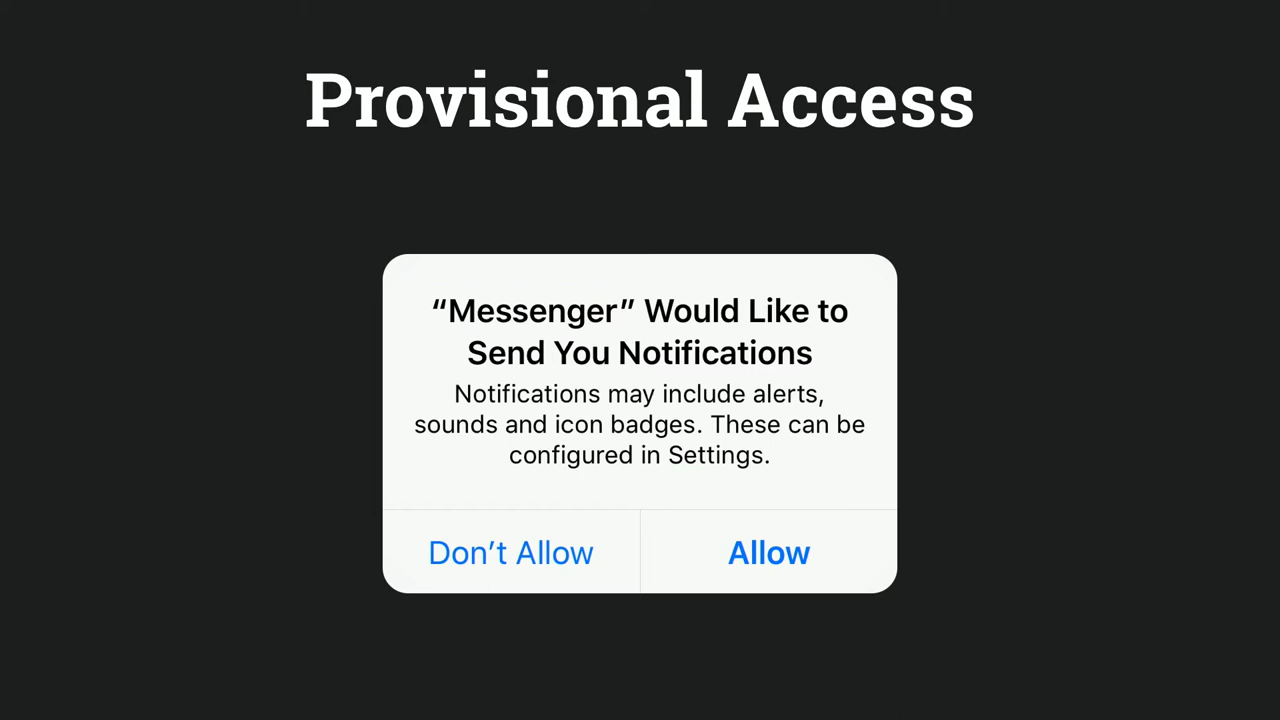 Provisional Access
“Messenger” Would Like to
Send You Notifications
Notifications may include alerts,
sounds and icon badges. These can be
configured in Settings.
Don’t Allow
Allow